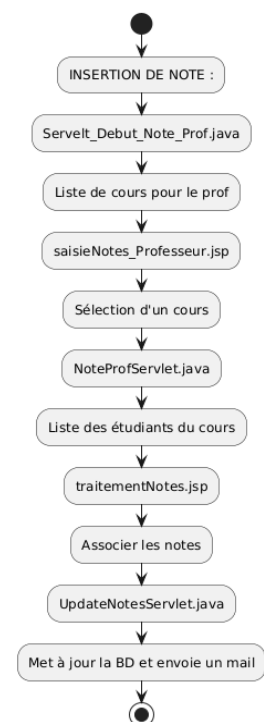 INSERTION DE NOTE :
Servelt_Debut_Note_Prof.java
Liste de cours pour le prof
saisieNotes_Professeur.jsp
Sélection d'un cours
NoteProfServlet.java
Liste des étudiants du cours
traitementNotes.jsp
Associer les notes
UpdateNotesServlet.java
Met à jour la BD et envoie un mail